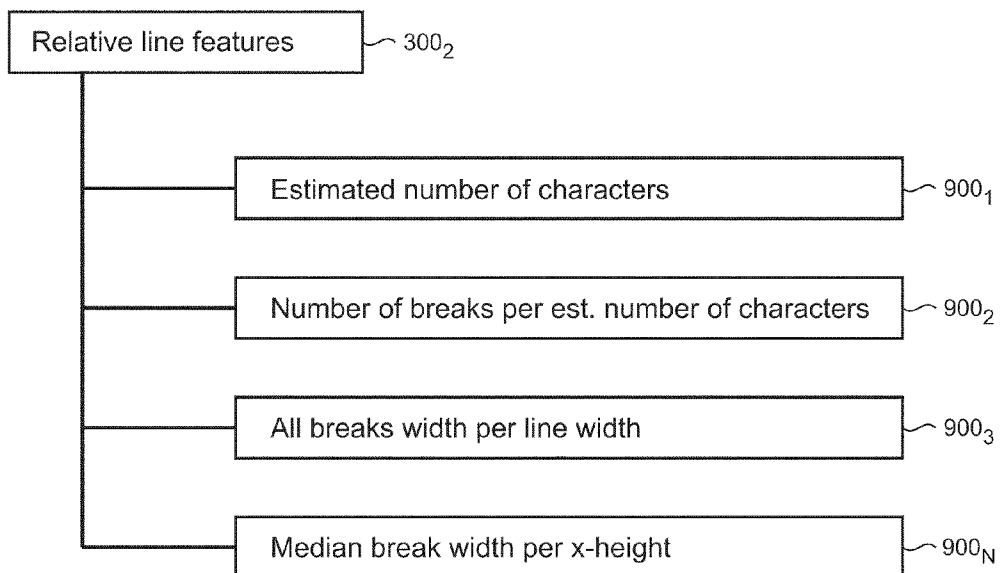 Relative line features 300₂
Estimated number of characters 900₁
Number of breaks per est. number of characters 900₂
All breaks width per line width 900₃
Median break width per x-height 900N